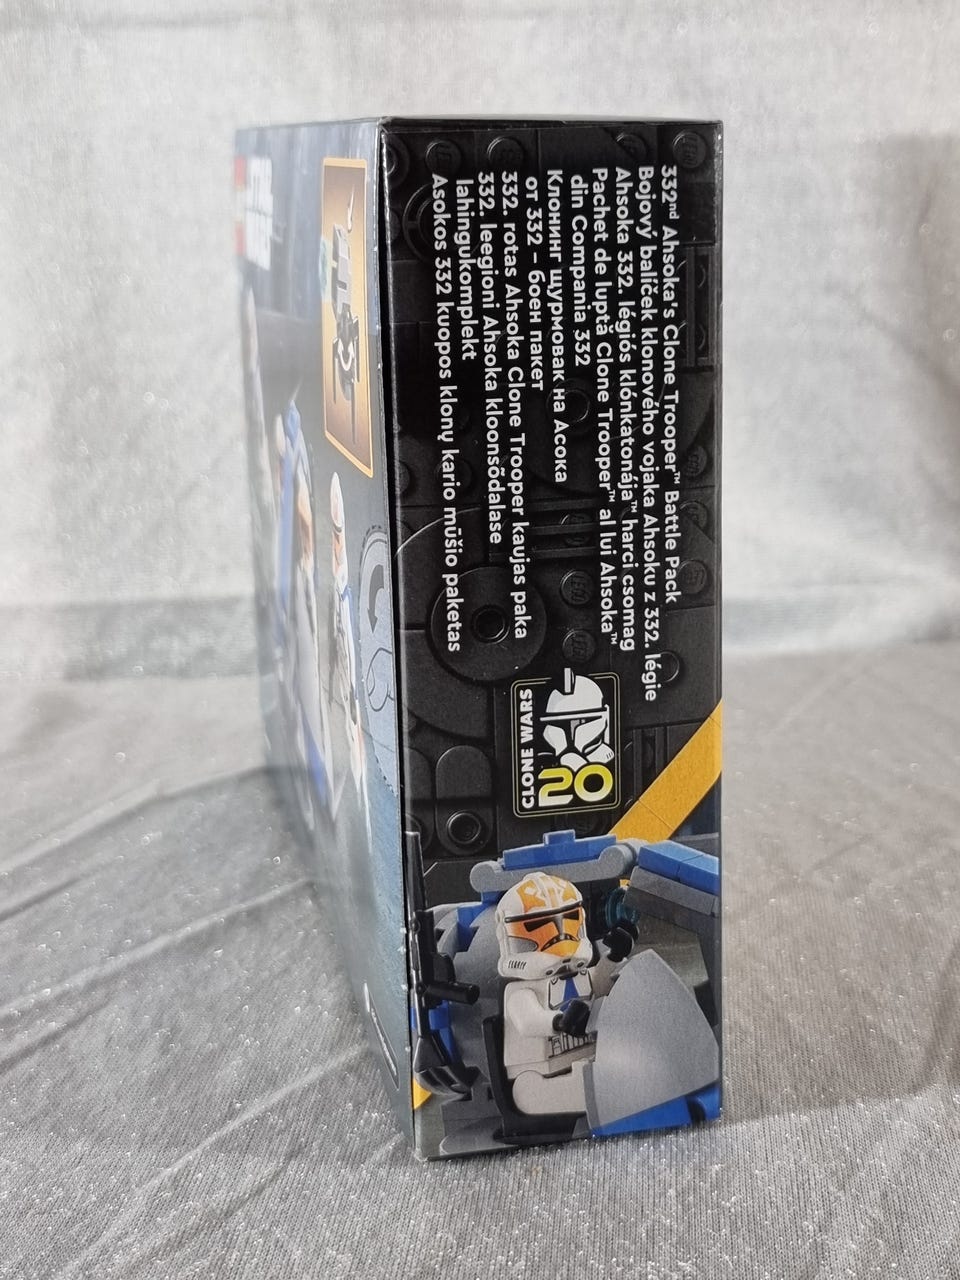 332nd Ahsoka's Clone Trooper™ Battle Pack
Bojový balíček klonového vojaka Ahsoku z 332. légie
Ahsoka 332. légiós klónkatonája™ harci csomag
Pachet de luptă Clone Trooper™ al lui Ahsoka™
din Compania 332
Клонинг щурмовак на Асока
от 332 – боен пакет
332. rotas Ahsoka Clone Trooper kaujas paka
332. leegioni Ahsoka kloonsõdalase
lahingukomplekt
Asokos 332 kuopos klonų kario mūšio paketas
CLONE WARS
20
STAR
WARS